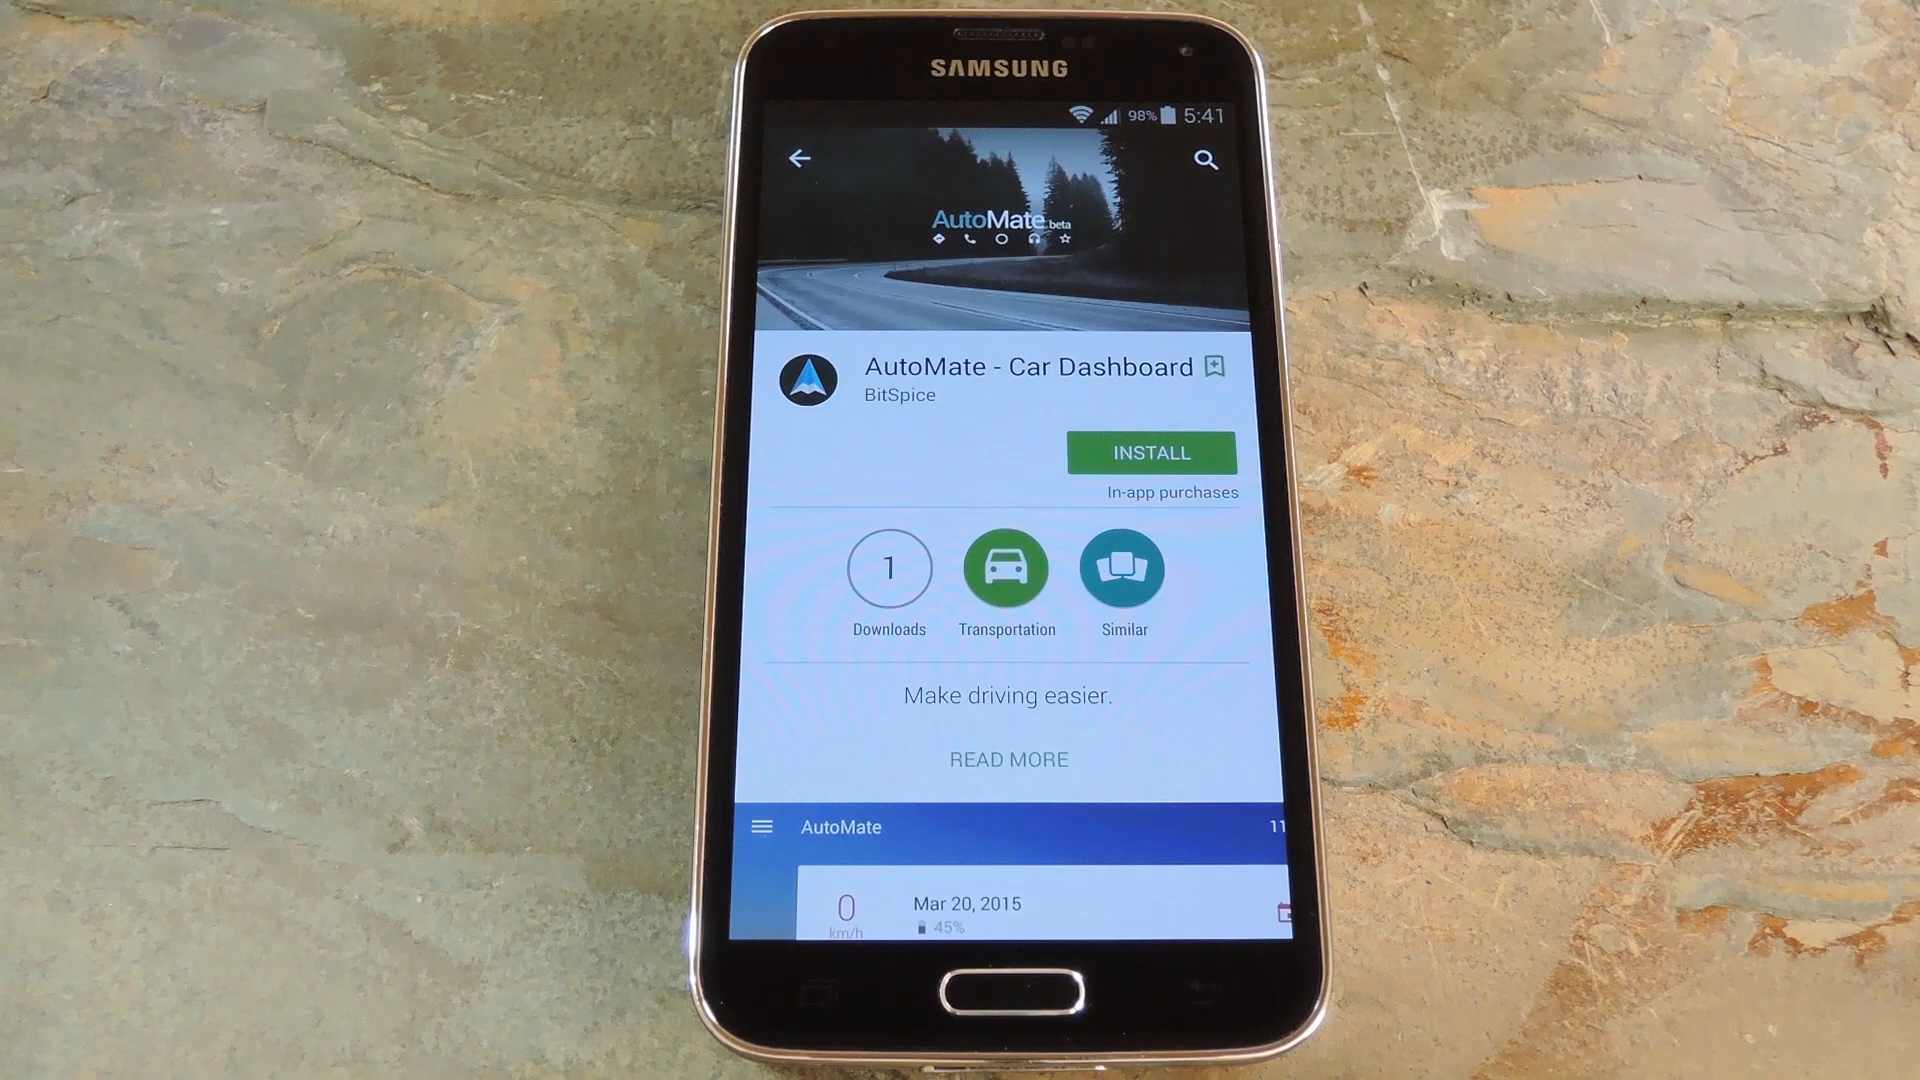 SAMSUNG
98% 5:41
AutoMate.beta
AutoMate - Car Dashboard
BitSpice
INSTALL
In-app purchases
1
Downloads Transportation Similar
Make driving easier.
READ MORE
AutoMate 11
0 Mar 20, 2015
km/h 45%